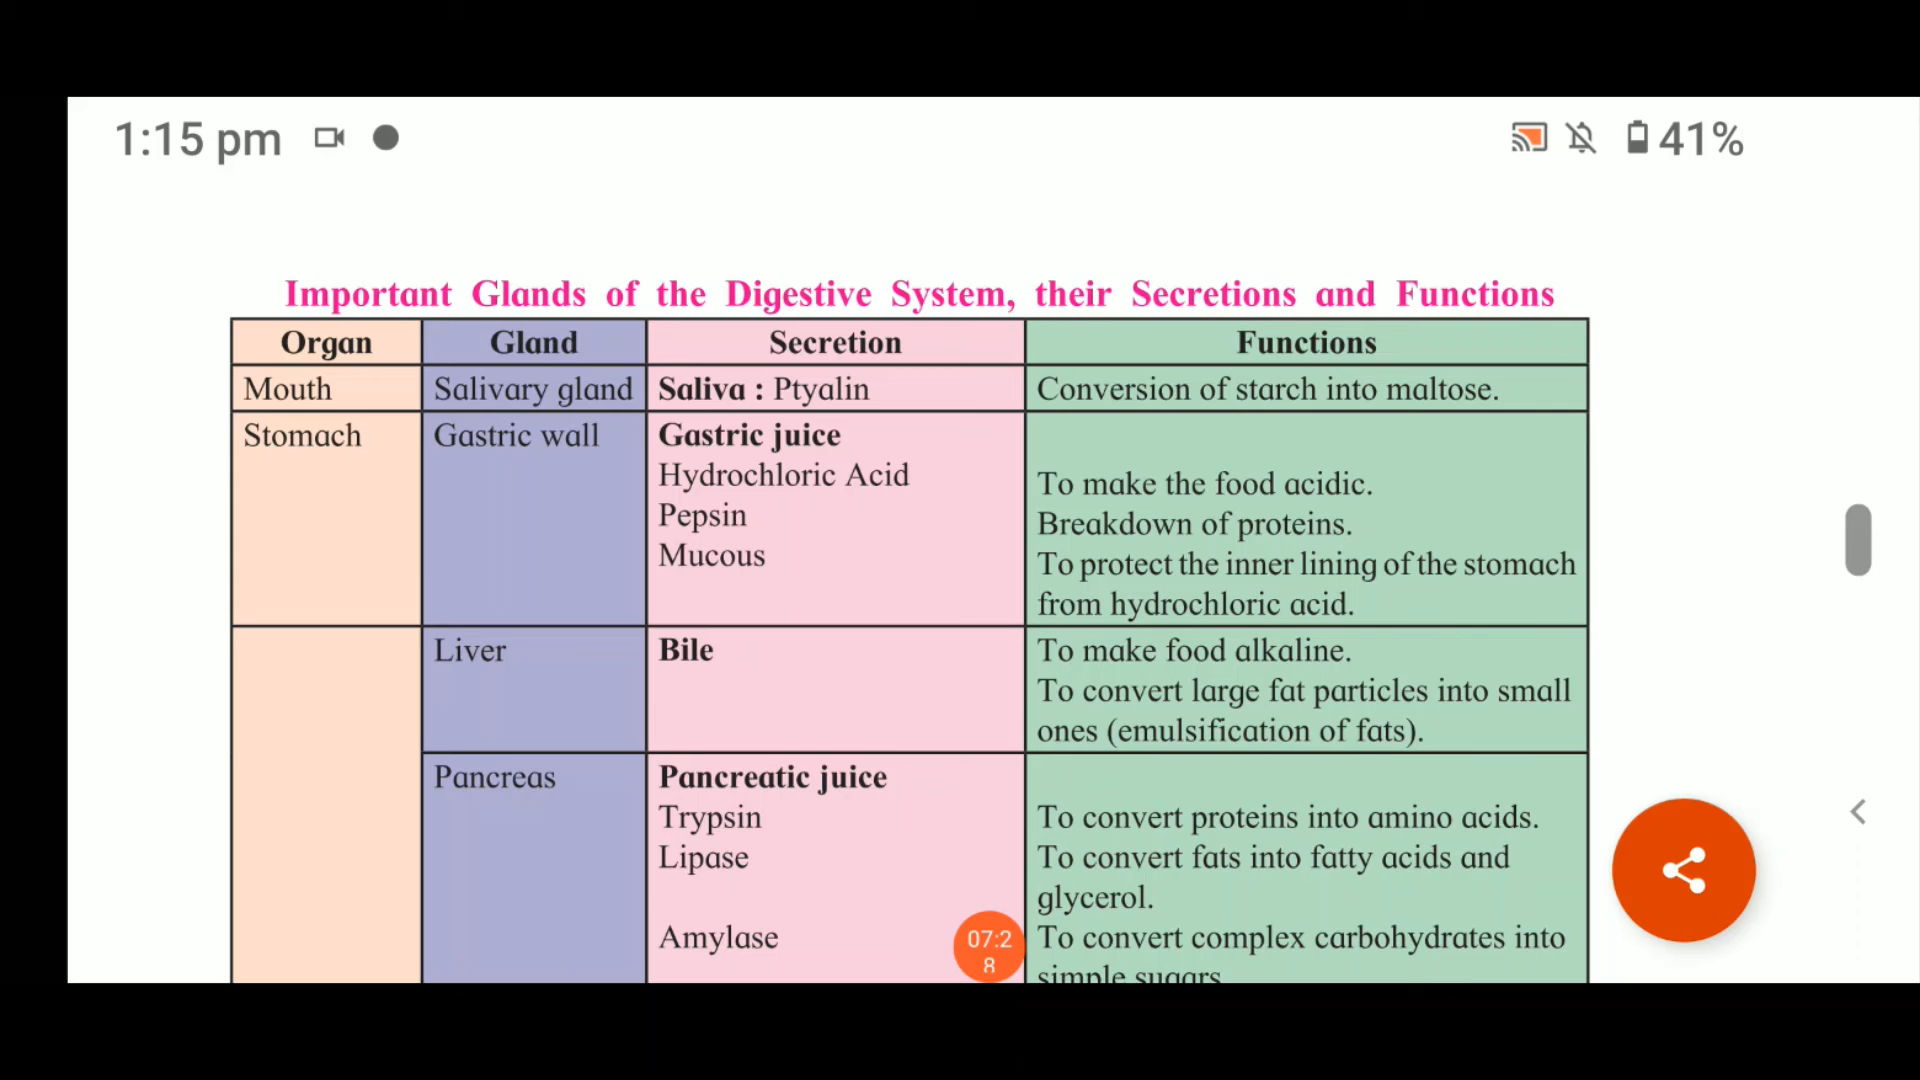 1:15 pm
41%
Important Glands of the Digestive System, their Secretions and Functions
Organ Gland Secretion Functions
Mouth Salivary gland Saliva : Ptyalin Conversion of starch into maltose.
Stomach Gastric wall Gastric juice
Hydrochloric Acid To make the food acidic.
Pepsin Breakdown of proteins.
Mucous To protect the inner lining of the stomach
from hydrochloric acid.
Liver Bile To make food alkaline.
To convert large fat particles into small
ones (emulsification of fats).
Pancreas Pancreatic juice
Trypsin To convert proteins into amino acids.
Lipase To convert fats into fatty acids and
glycerol.
Amylase To convert complex carbohydrates into
simple sugars
07:2
8